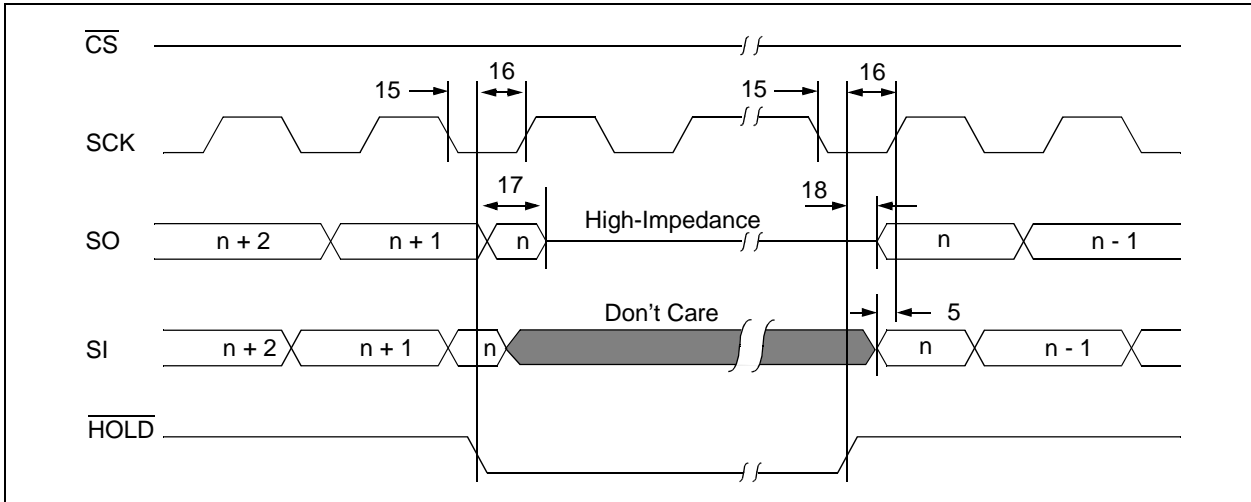 CS
16
16
15
15
SCK
17
18
High-Impedance
SO
n + 2
n + 1
n
n
n - 1
Don't Care
5
SI
n + 2
n + 1
n
n
n - 1
HOLD